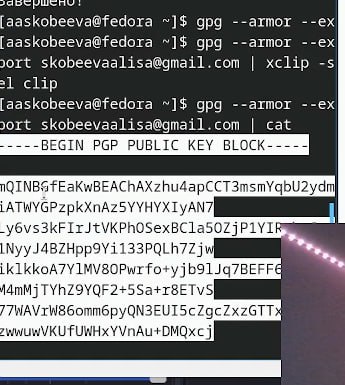 Завершено!
[aaskobeeva@fedora ~]$ gpg --armor --ex
[aaskobeeva@fedora ~]$ gpg --armor --ex
port skobeevaalisa@gmail.com | xclip -s
el clip
[aaskobeeva@fedora ~]$ gpg --armor --ex
port skobeevaalisa@gmail.com | cat
-----BEGIN PGP PUBLIC KEY BLOCK-----
mQINBGfEaKwBEAChAXzhu4apCCT3msmYqbU2ydm
iATWYGPzpkXnAz5YYHYXIyAN7
Ly6vs3kFIrJtVKPhOSexBCla5OZjP1YIR
1NyyJ4BZHpp9Yi133PQLh7Zjw
iklkkoA7YlMV8OPwrfo+yjb9lJq7BEFF6
M4mMjTYhZ9YQF2+5Sa+r8ETvS
77WAVrW86omm6pyQN3EUI5cZgcZxzGTTx
zwwuwVKUfUWHxYVnAu+DMQxcj